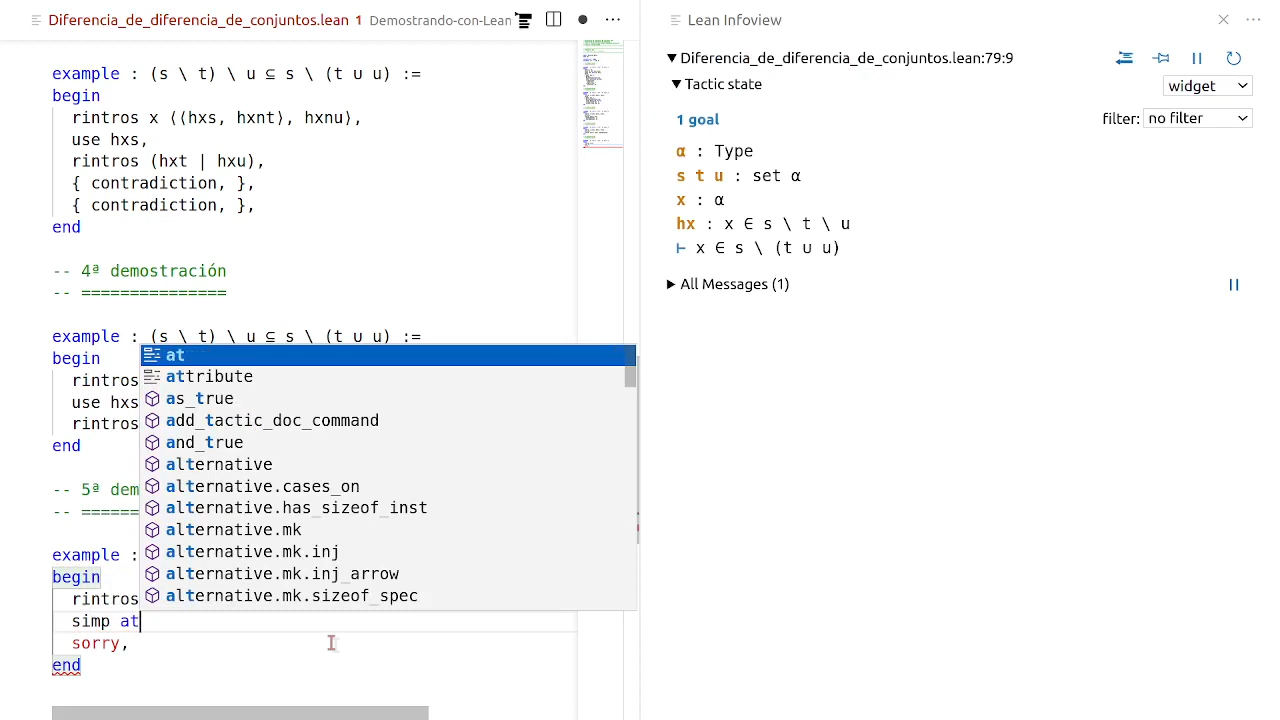 Diferencia_de_diferencia_de_conjuntos.lean 1 Demostrando-con-Lean
example : (s \ t) \ u ⊆ s \ (t ∪ u) :=
begin
rintros x ⟨⟨hxs, hxnt⟩, hxnu⟩,
use hxs,
rintros (hxt | hxu),
{ contradiction, },
{ contradiction, },
end
-- 4ª demostración
-- ===============
example : (s \ t) \ u ⊆ s \ (t ∪ u) :=
begin
rintros
use hxs
rintros
end
-- 5ª dem
-- ======
example :
begin
rintros
simp at
sorry,
end
at
attribute
as_true
add_tactic_doc_command
and_true
alternative
alternative.cases_on
alternative.has_sizeof_inst
alternative.mk
alternative.mk.inj
alternative.mk.inj_arrow
alternative.mk.sizeof_spec
Lean Infoview
Diferencia_de_diferencia_de_conjuntos.lean:79:9
Tactic state
widget
1 goal
filter: no filter
α : Type
s t u : set α
x : α
hx : x ∈ s \ t \ u
⊢ x ∈ s \ (t ∪ u)
All Messages (1)